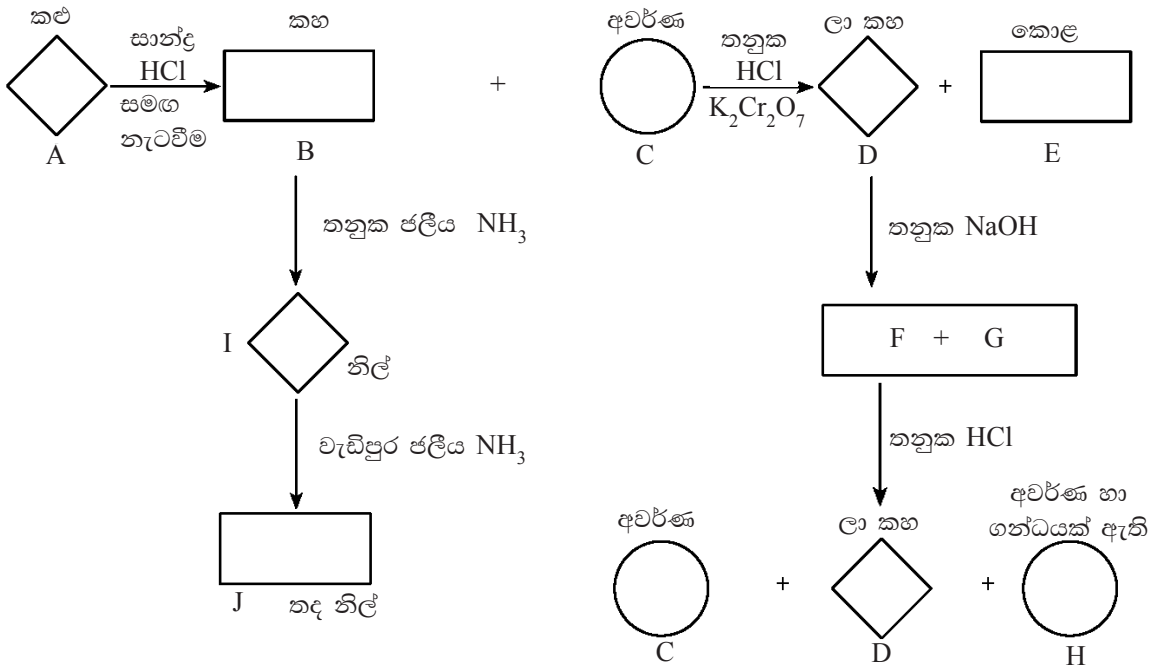 කළු
සාන්ද්‍ර
HCl
සමඟ
නැටවීම
A
කහ
B
+
අවර්ණ
C
තනුක
HCl
K₂Cr₂O₇
ලා කහ
D
+
කොළ
E
තනුක ජලීය NH₃
I
නිල්
වැඩිපුර ජලීය NH₃
J තද නිල්
තනුක NaOH
F + G
තනුක HCl
අවර්ණ
C
+
ලා කහ
D
+
අවර්ණ හා
ගන්ධයක් ඇති
H